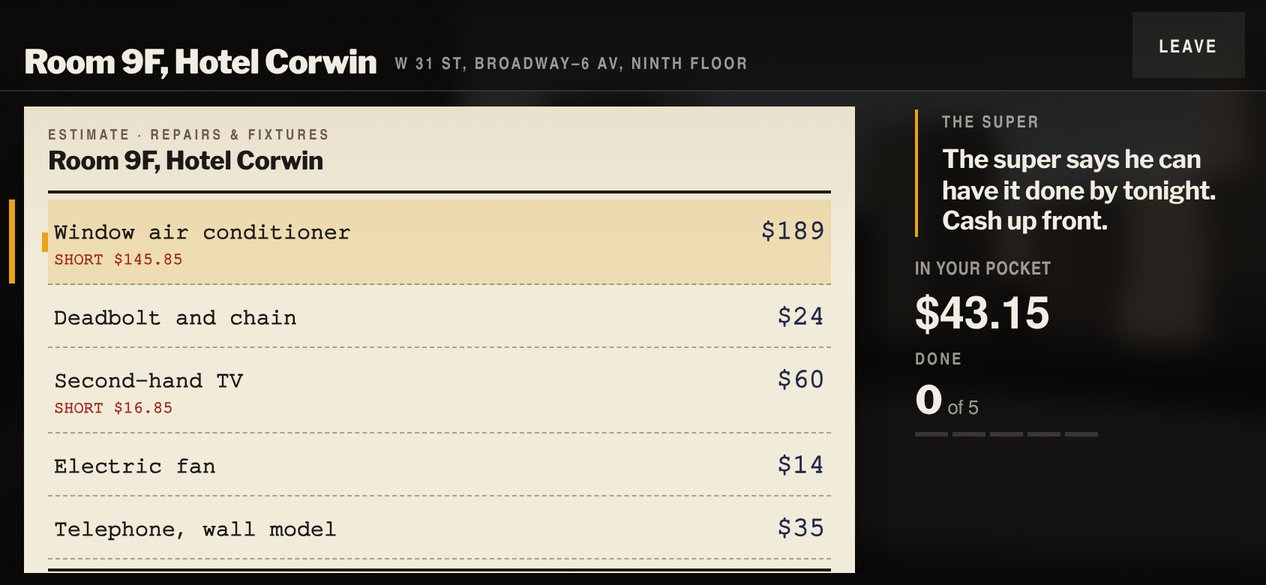 Room 9F, Hotel Corwin W 31 ST, BROADWAY–6 AV, NINTH FLOOR
LEAVE
ESTIMATE · REPAIRS & FIXTURES
Room 9F, Hotel Corwin
Window air conditioner $189
SHORT $145.85
Deadbolt and chain $24
Second-hand TV $60
SHORT $16.85
Electric fan $14
Telephone, wall model $35
THE SUPER
The super says he can
have it done by tonight.
Cash up front.
IN YOUR POCKET
$43.15
DONE
0 of 5